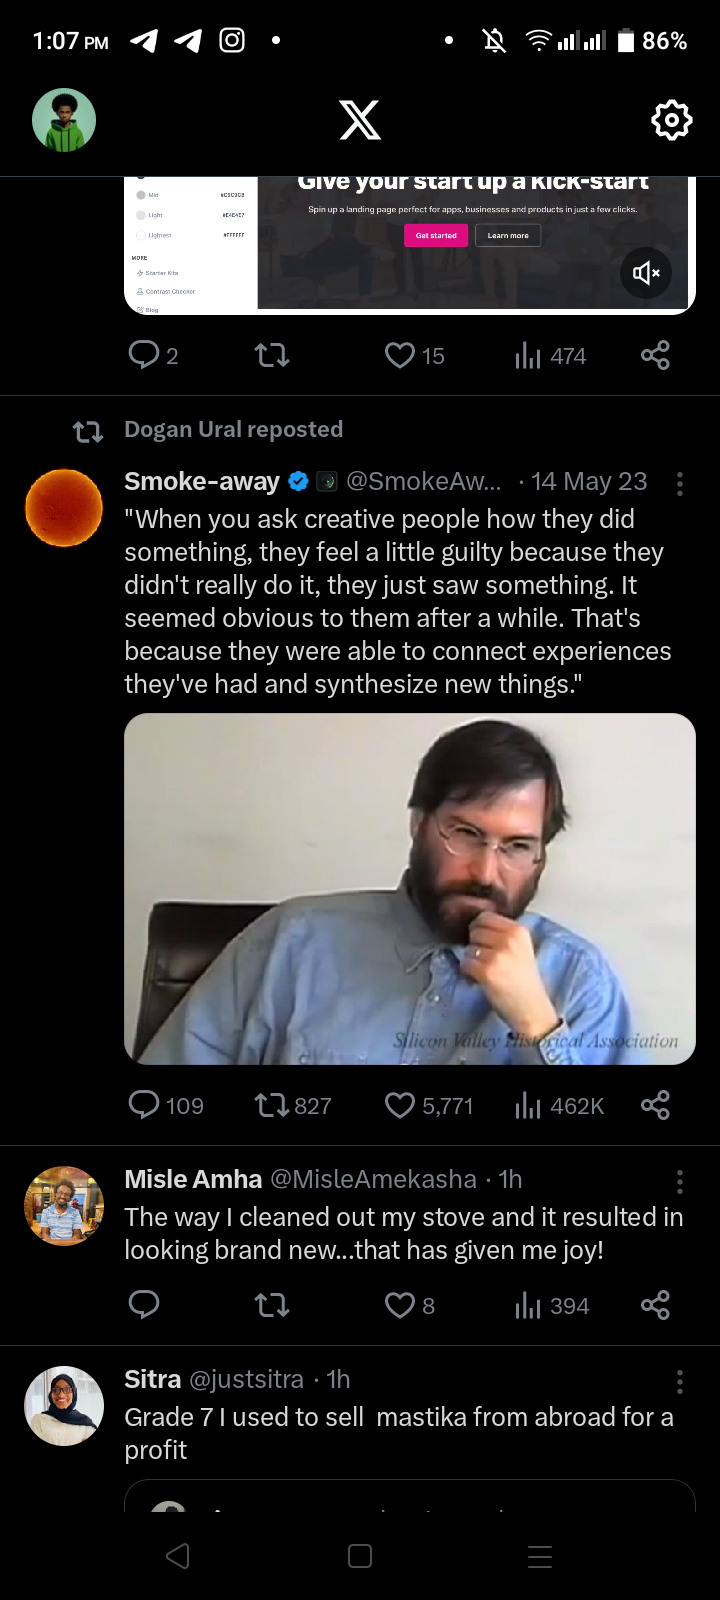 1:07 PM
86%
Give your start up a kick-start
Mid #C9C9CB
Light #E4E4E7
Lightest #FFFFFF
Spin up a landing page perfect for apps, businesses and products in just a few clicks.
Get started Learn more
MORE
Starter Kits
Contrast Checker
Blog
2 15 474
Dogan Ural reposted
Smoke-away @SmokeAw... · 14 May 23
"When you ask creative people how they did
something, they feel a little guilty because they
didn't really do it, they just saw something. It
seemed obvious to them after a while. That's
because they were able to connect experiences
they've had and synthesize new things."
Silicon Valley Historical Association
109 827 5,771 462K
Misle Amha @MisleAmekasha · 1h
The way I cleaned out my stove and it resulted in
looking brand new...that has given me joy!
8 394
Sitra @justsitra · 1h
Grade 7 I used to sell mastika from abroad for a
profit